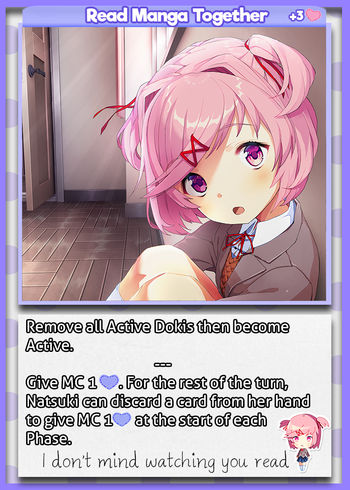 Read Manga Together +3
Remove all Active Dokis then become
Active.
---
Give MC 1. For the rest of the turn,
Natsuki can discard a card from her hand
to give MC 1 at the start of each
Phase.
I don't mind watching you read